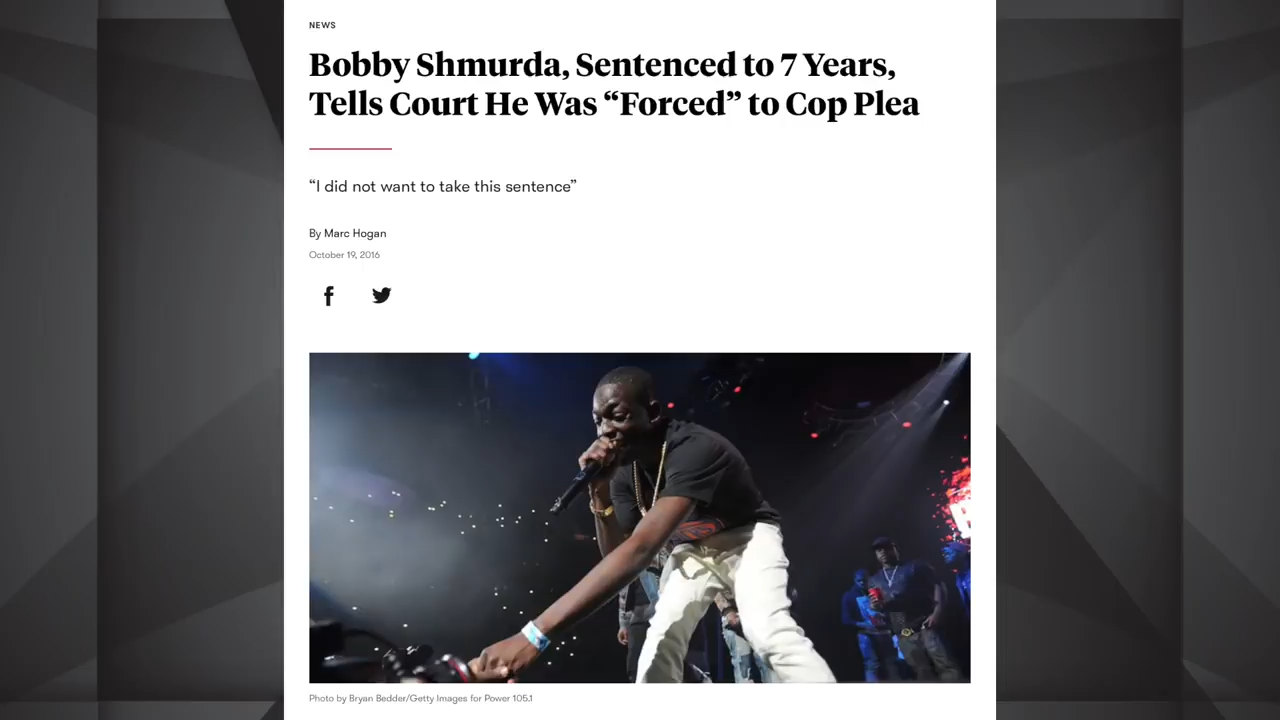 NEWS
Bobby Shmurda, Sentenced to 7 Years,
Tells Court He Was “Forced” to Cop Plea
“I did not want to take this sentence”
By Marc Hogan
October 19, 2016
Photo by Bryan Bedder/Getty Images for Power 105.1